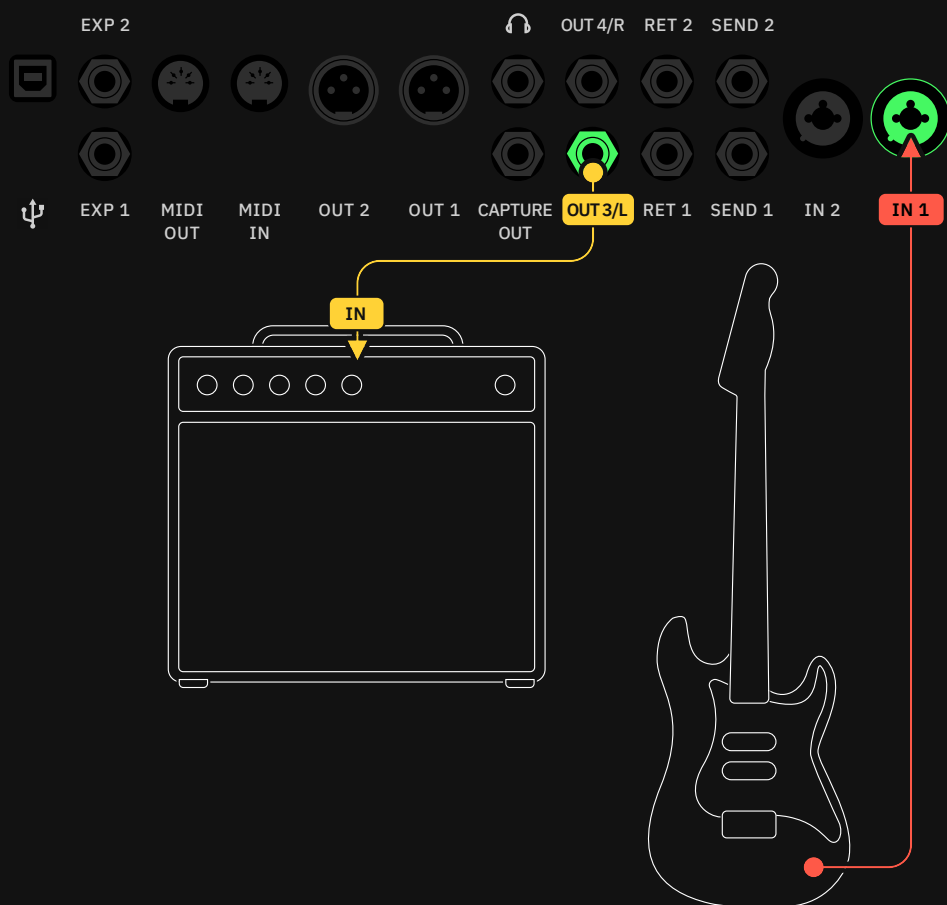 EXP 2
OUT 4/R
RET 2
SEND 2
EXP 1
MIDI
OUT
MIDI
IN
OUT 2
OUT 1
CAPTURE
OUT
OUT 3/L
RET 1
SEND 1
IN 2
IN 1
IN